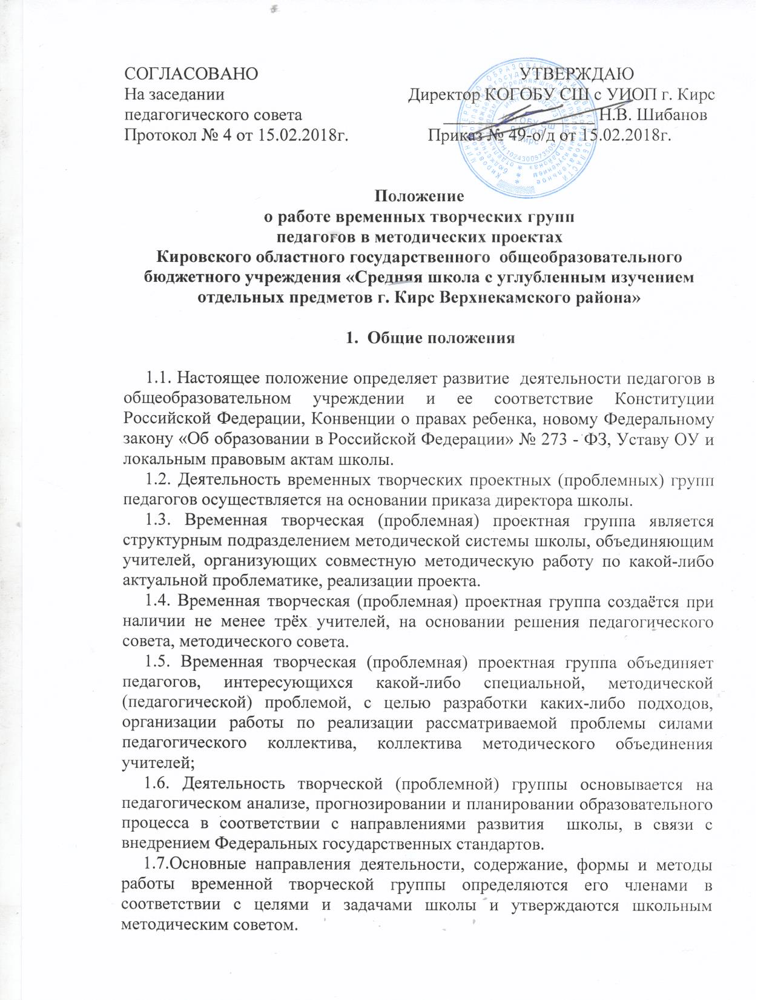 СОГЛАСОВАНО УТВЕРЖДАЮ
На заседании Директор КОГОБУ СШ с УИОП г. Кирс
педагогического совета Н.В. Шибанов
Протокол № 4 от 15.02.2018г. Приказ № 49-о/д от 15.02.2018г.
Положение
о работе временных творческих групп
педагогов в методических проектах
Кировского областного государственного общеобразовательного
бюджетного учреждения «Средняя школа с углубленным изучением
отдельных предметов г. Кирс Верхнекамского района»
1. Общие положения
1.1. Настоящее положение определяет развитие деятельности педагогов в
общеобразовательном учреждении и ее соответствие Конституции
Российской Федерации, Конвенции о правах ребенка, новому Федеральному
закону «Об образовании в Российской Федерации» № 273 - ФЗ, Уставу ОУ и
локальным правовым актам школы.
1.2. Деятельность временных творческих проектных (проблемных) групп
педагогов осуществляется на основании приказа директора школы.
1.3. Временная творческая (проблемная) проектная группа является
структурным подразделением методической системы школы, объединяющим
учителей, организующих совместную методическую работу по какой-либо
актуальной проблематике, реализации проекта.
1.4. Временная творческая (проблемная) проектная группа создаётся при
наличии не менее трёх учителей, на основании решения педагогического
совета, методического совета.
1.5. Временная творческая (проблемная) проектная группа объединяет
педагогов, интересующихся какой-либо специальной, методической
(педагогической) проблемой, с целью разработки каких-либо подходов,
организации работы по реализации рассматриваемой проблемы силами
педагогического коллектива, коллектива методического объединения
учителей;
1.6. Деятельность творческой (проблемной) группы основывается на
педагогическом анализе, прогнозировании и планировании образовательного
процесса в соответствии с направлениями развития школы, в связи с
внедрением Федеральных государственных стандартов.
1.7.Основные направления деятельности, содержание, формы и методы
работы временной творческой группы определяются его членами в
соответствии с целями и задачами школы и утверждаются школьным
методическим советом.